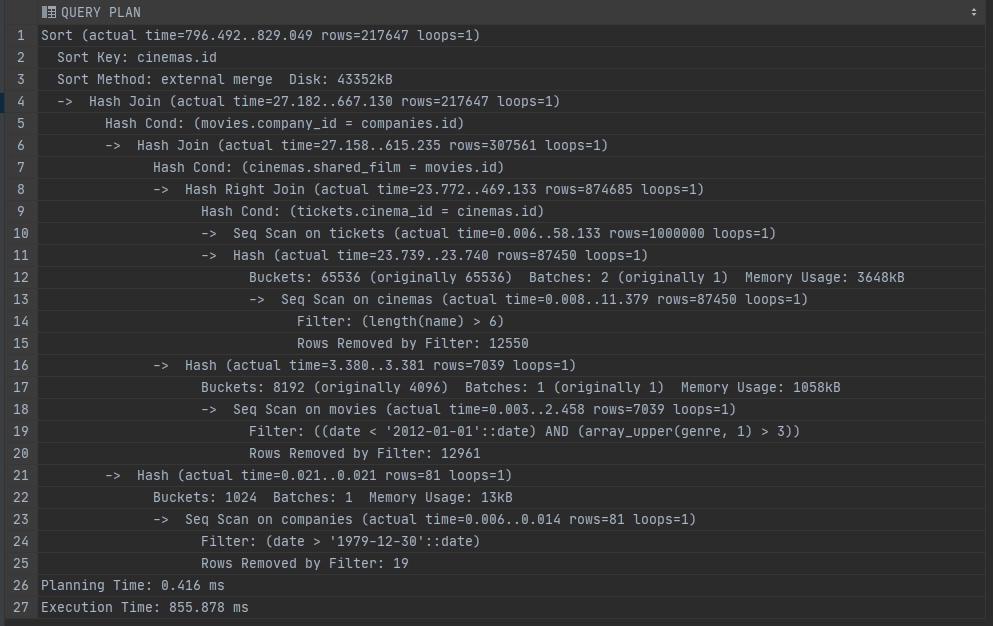 QUERY PLAN
1 Sort (actual time=796.492..829.049 rows=217647 loops=1)
2 Sort Key: cinemas.id
3 Sort Method: external merge  Disk: 43352kB
4 ->  Hash Join (actual time=27.182..667.130 rows=217647 loops=1)
5 Hash Cond: (movies.company_id = companies.id)
6 ->  Hash Join (actual time=27.158..615.235 rows=307561 loops=1)
7 Hash Cond: (cinemas.shared_film = movies.id)
8 ->  Hash Right Join (actual time=23.772..469.133 rows=874685 loops=1)
9 Hash Cond: (tickets.cinema_id = cinemas.id)
10 ->  Seq Scan on tickets (actual time=0.006..58.133 rows=1000000 loops=1)
11 ->  Hash (actual time=23.739..23.740 rows=87450 loops=1)
12 Buckets: 65536 (originally 65536)  Batches: 2 (originally 1)  Memory Usage: 3648kB
13 ->  Seq Scan on cinemas (actual time=0.008..11.379 rows=87450 loops=1)
14 Filter: (length(name) > 6)
15 Rows Removed by Filter: 12550
16 ->  Hash (actual time=3.380..3.381 rows=7039 loops=1)
17 Buckets: 8192 (originally 4096)  Batches: 1 (originally 1)  Memory Usage: 1058kB
18 ->  Seq Scan on movies (actual time=0.003..2.458 rows=7039 loops=1)
19 Filter: ((date < '2012-01-01'::date) AND (array_upper(genre, 1) > 3))
20 Rows Removed by Filter: 12961
21 ->  Hash (actual time=0.021..0.021 rows=81 loops=1)
22 Buckets: 1024  Batches: 1  Memory Usage: 13kB
23 ->  Seq Scan on companies (actual time=0.006..0.014 rows=81 loops=1)
24 Filter: (date > '1979-12-30'::date)
25 Rows Removed by Filter: 19
26 Planning Time: 0.416 ms
27 Execution Time: 855.878 ms